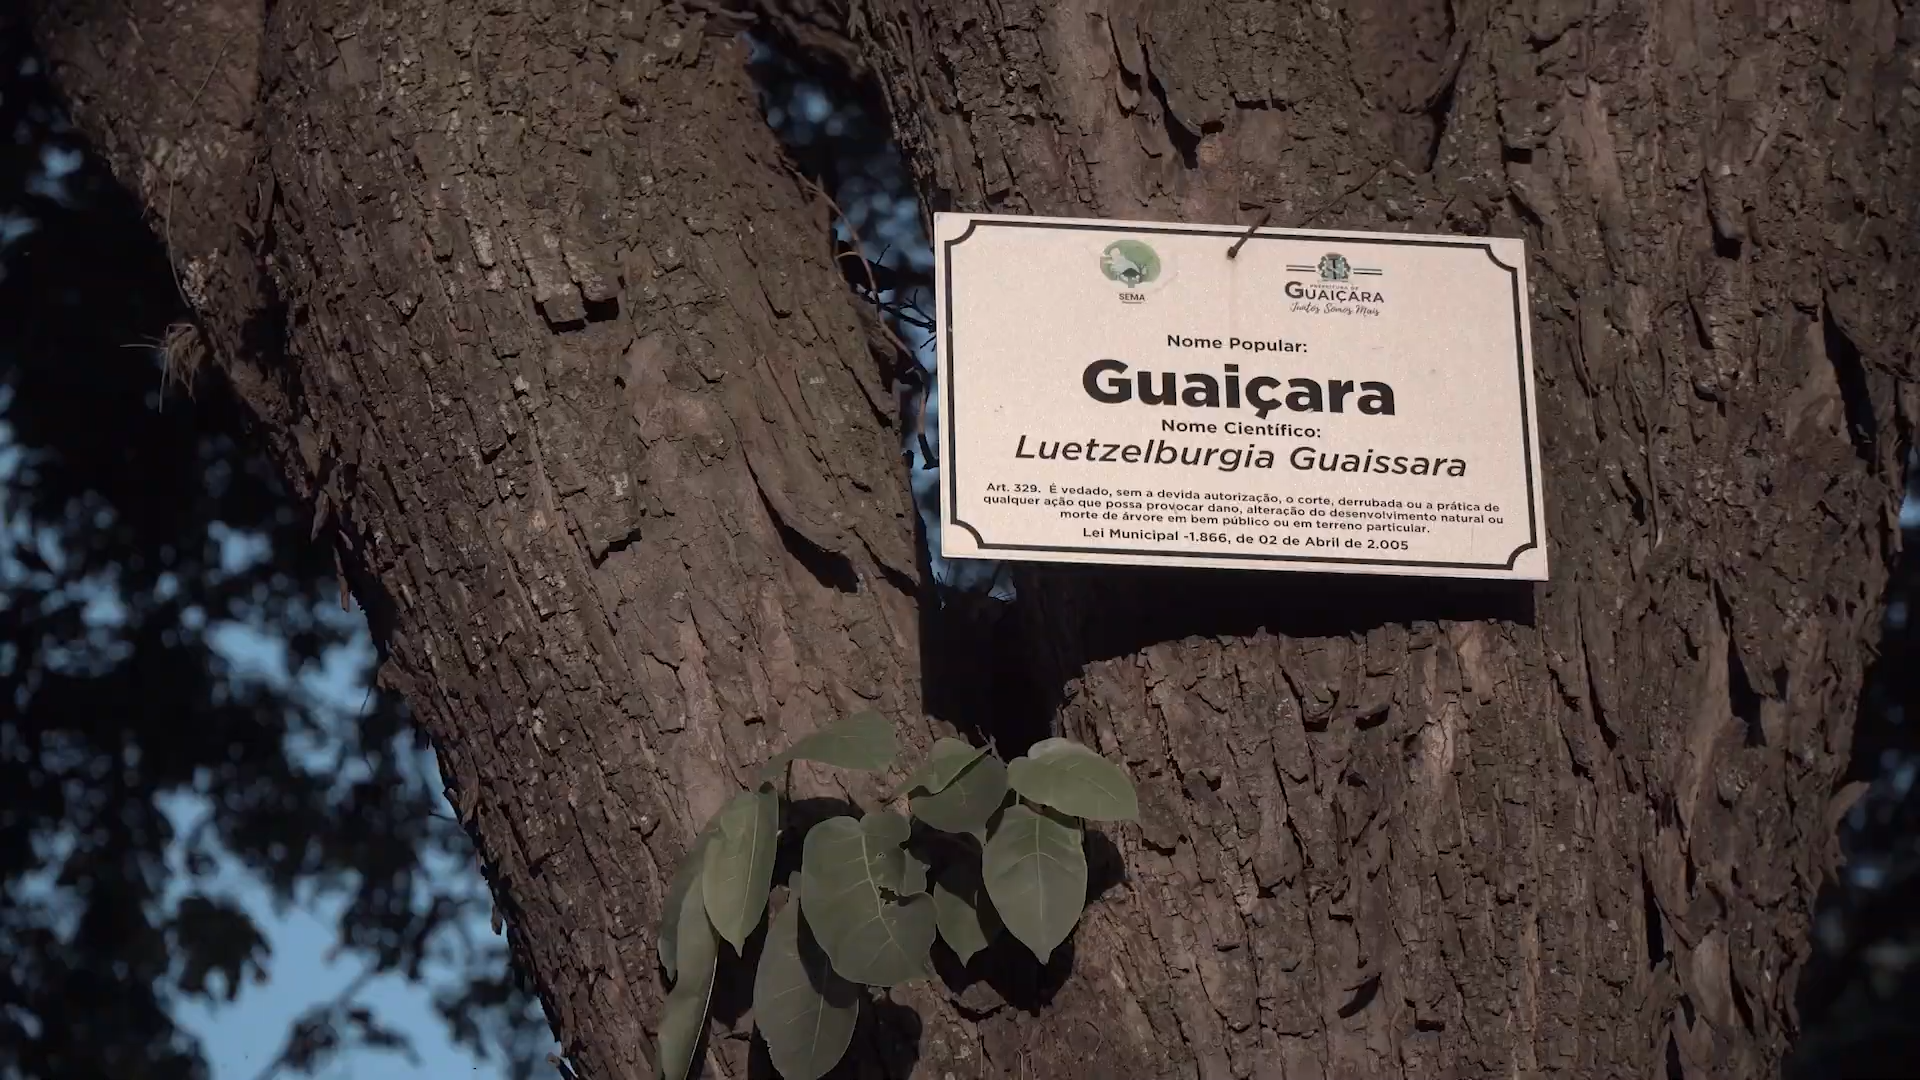 SEMA
PREFEITURA DE
GUAIÇARA
Juntos Somos Mais
Nome Popular:
Guaiçara
Nome Científico:
Luetzelburgia Guaissara
Art. 329. É vedado, sem a devida autorização, o corte, derrubada ou a prática de
qualquer ação que possa provocar dano, alteração do desenvolvimento natural ou
morte de árvore em bem público ou em terreno particular.
Lei Municipal -1.866, de 02 de Abril de 2.005